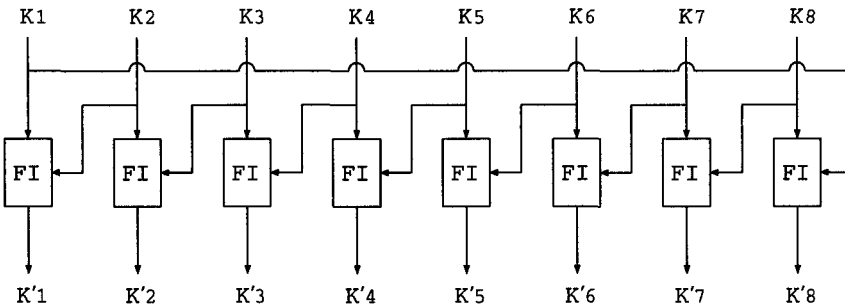 K1 K2 K3 K4 K5 K6 K7 K8
FI FI FI FI FI FI FI FI
K'1 K'2 K'3 K'4 K'5 K'6 K'7 K'8